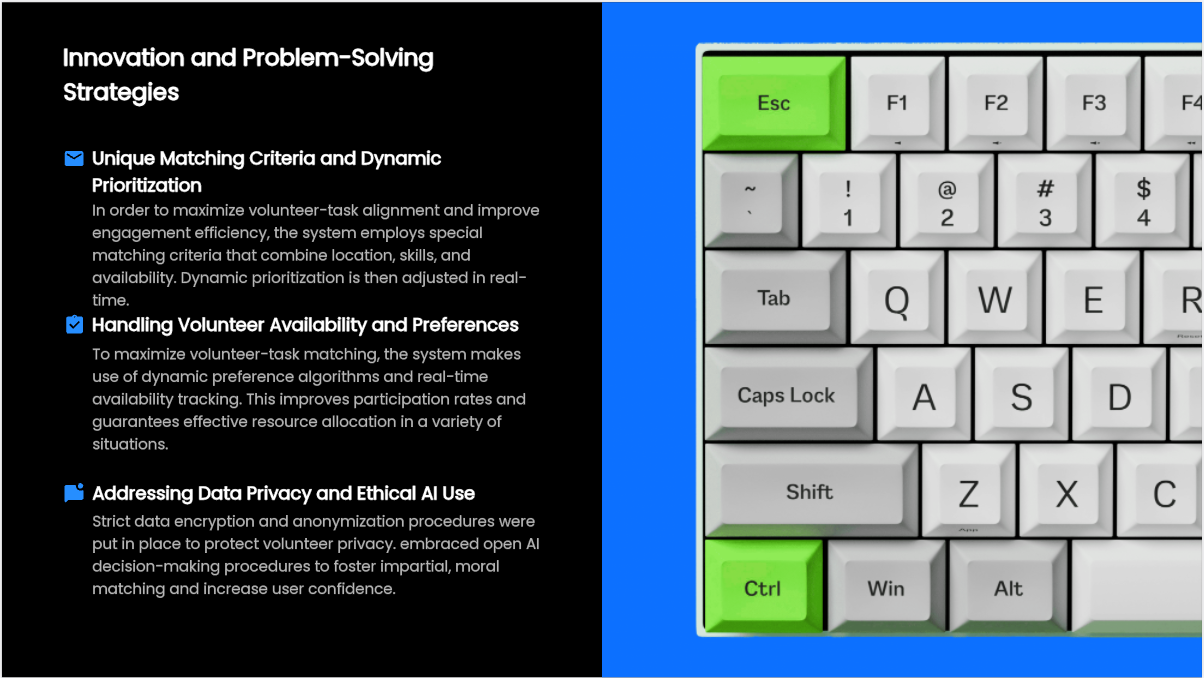 Innovation and Problem-Solving
Strategies
Unique Matching Criteria and Dynamic
Prioritization
In order to maximize volunteer-task alignment and improve
engagement efficiency, the system employs special
matching criteria that combine location, skills, and
availability. Dynamic prioritization is then adjusted in real-
time.
Handling Volunteer Availability and Preferences
To maximize volunteer-task matching, the system makes
use of dynamic preference algorithms and real-time
availability tracking. This improves participation rates and
guarantees effective resource allocation in a variety of
situations.
Addressing Data Privacy and Ethical AI Use
Strict data encryption and anonymization procedures were
put in place to protect volunteer privacy. embraced open AI
decision-making procedures to foster impartial, moral
matching and increase user confidence.
Esc F1 F2 F3 F4
~ ! @ # $
` 1 2 3 4
Tab Q W E R
Caps Lock A S D
Shift Z X C
Ctrl Win Alt